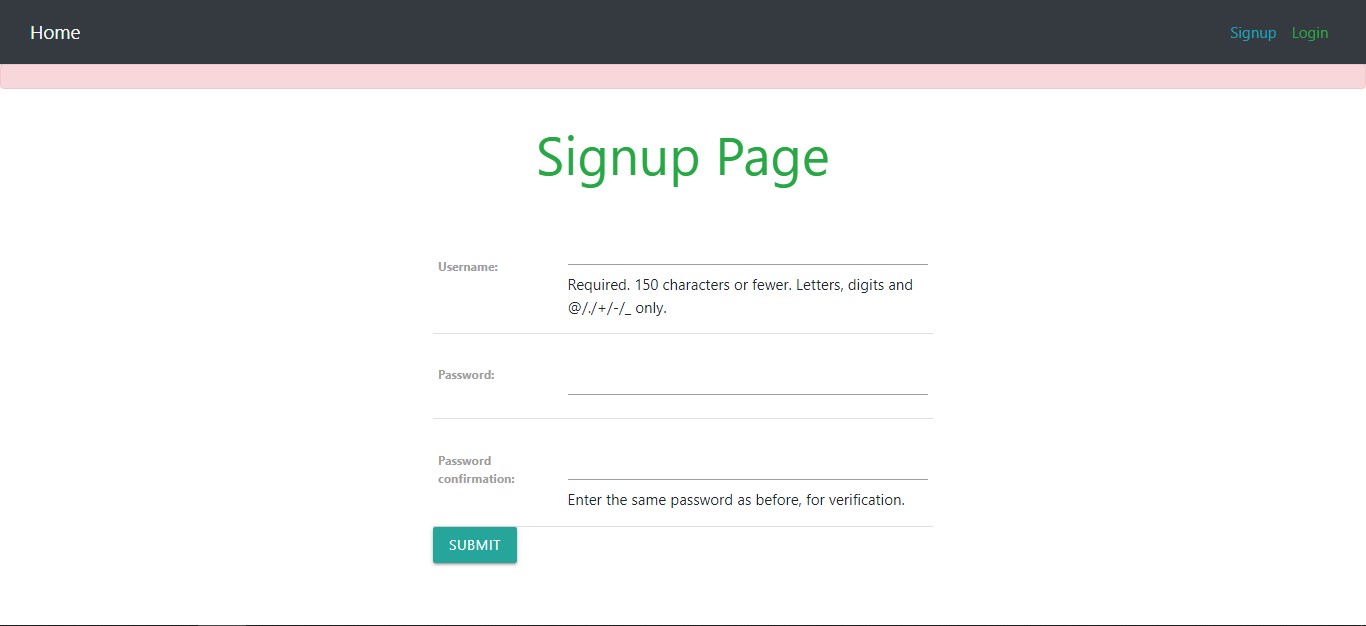 Home
Signup Login
Signup Page
Username:
Required. 150 characters or fewer. Letters, digits and
@/./+/-/_ only.
Password:
Password
confirmation:
Enter the same password as before, for verification.
SUBMIT